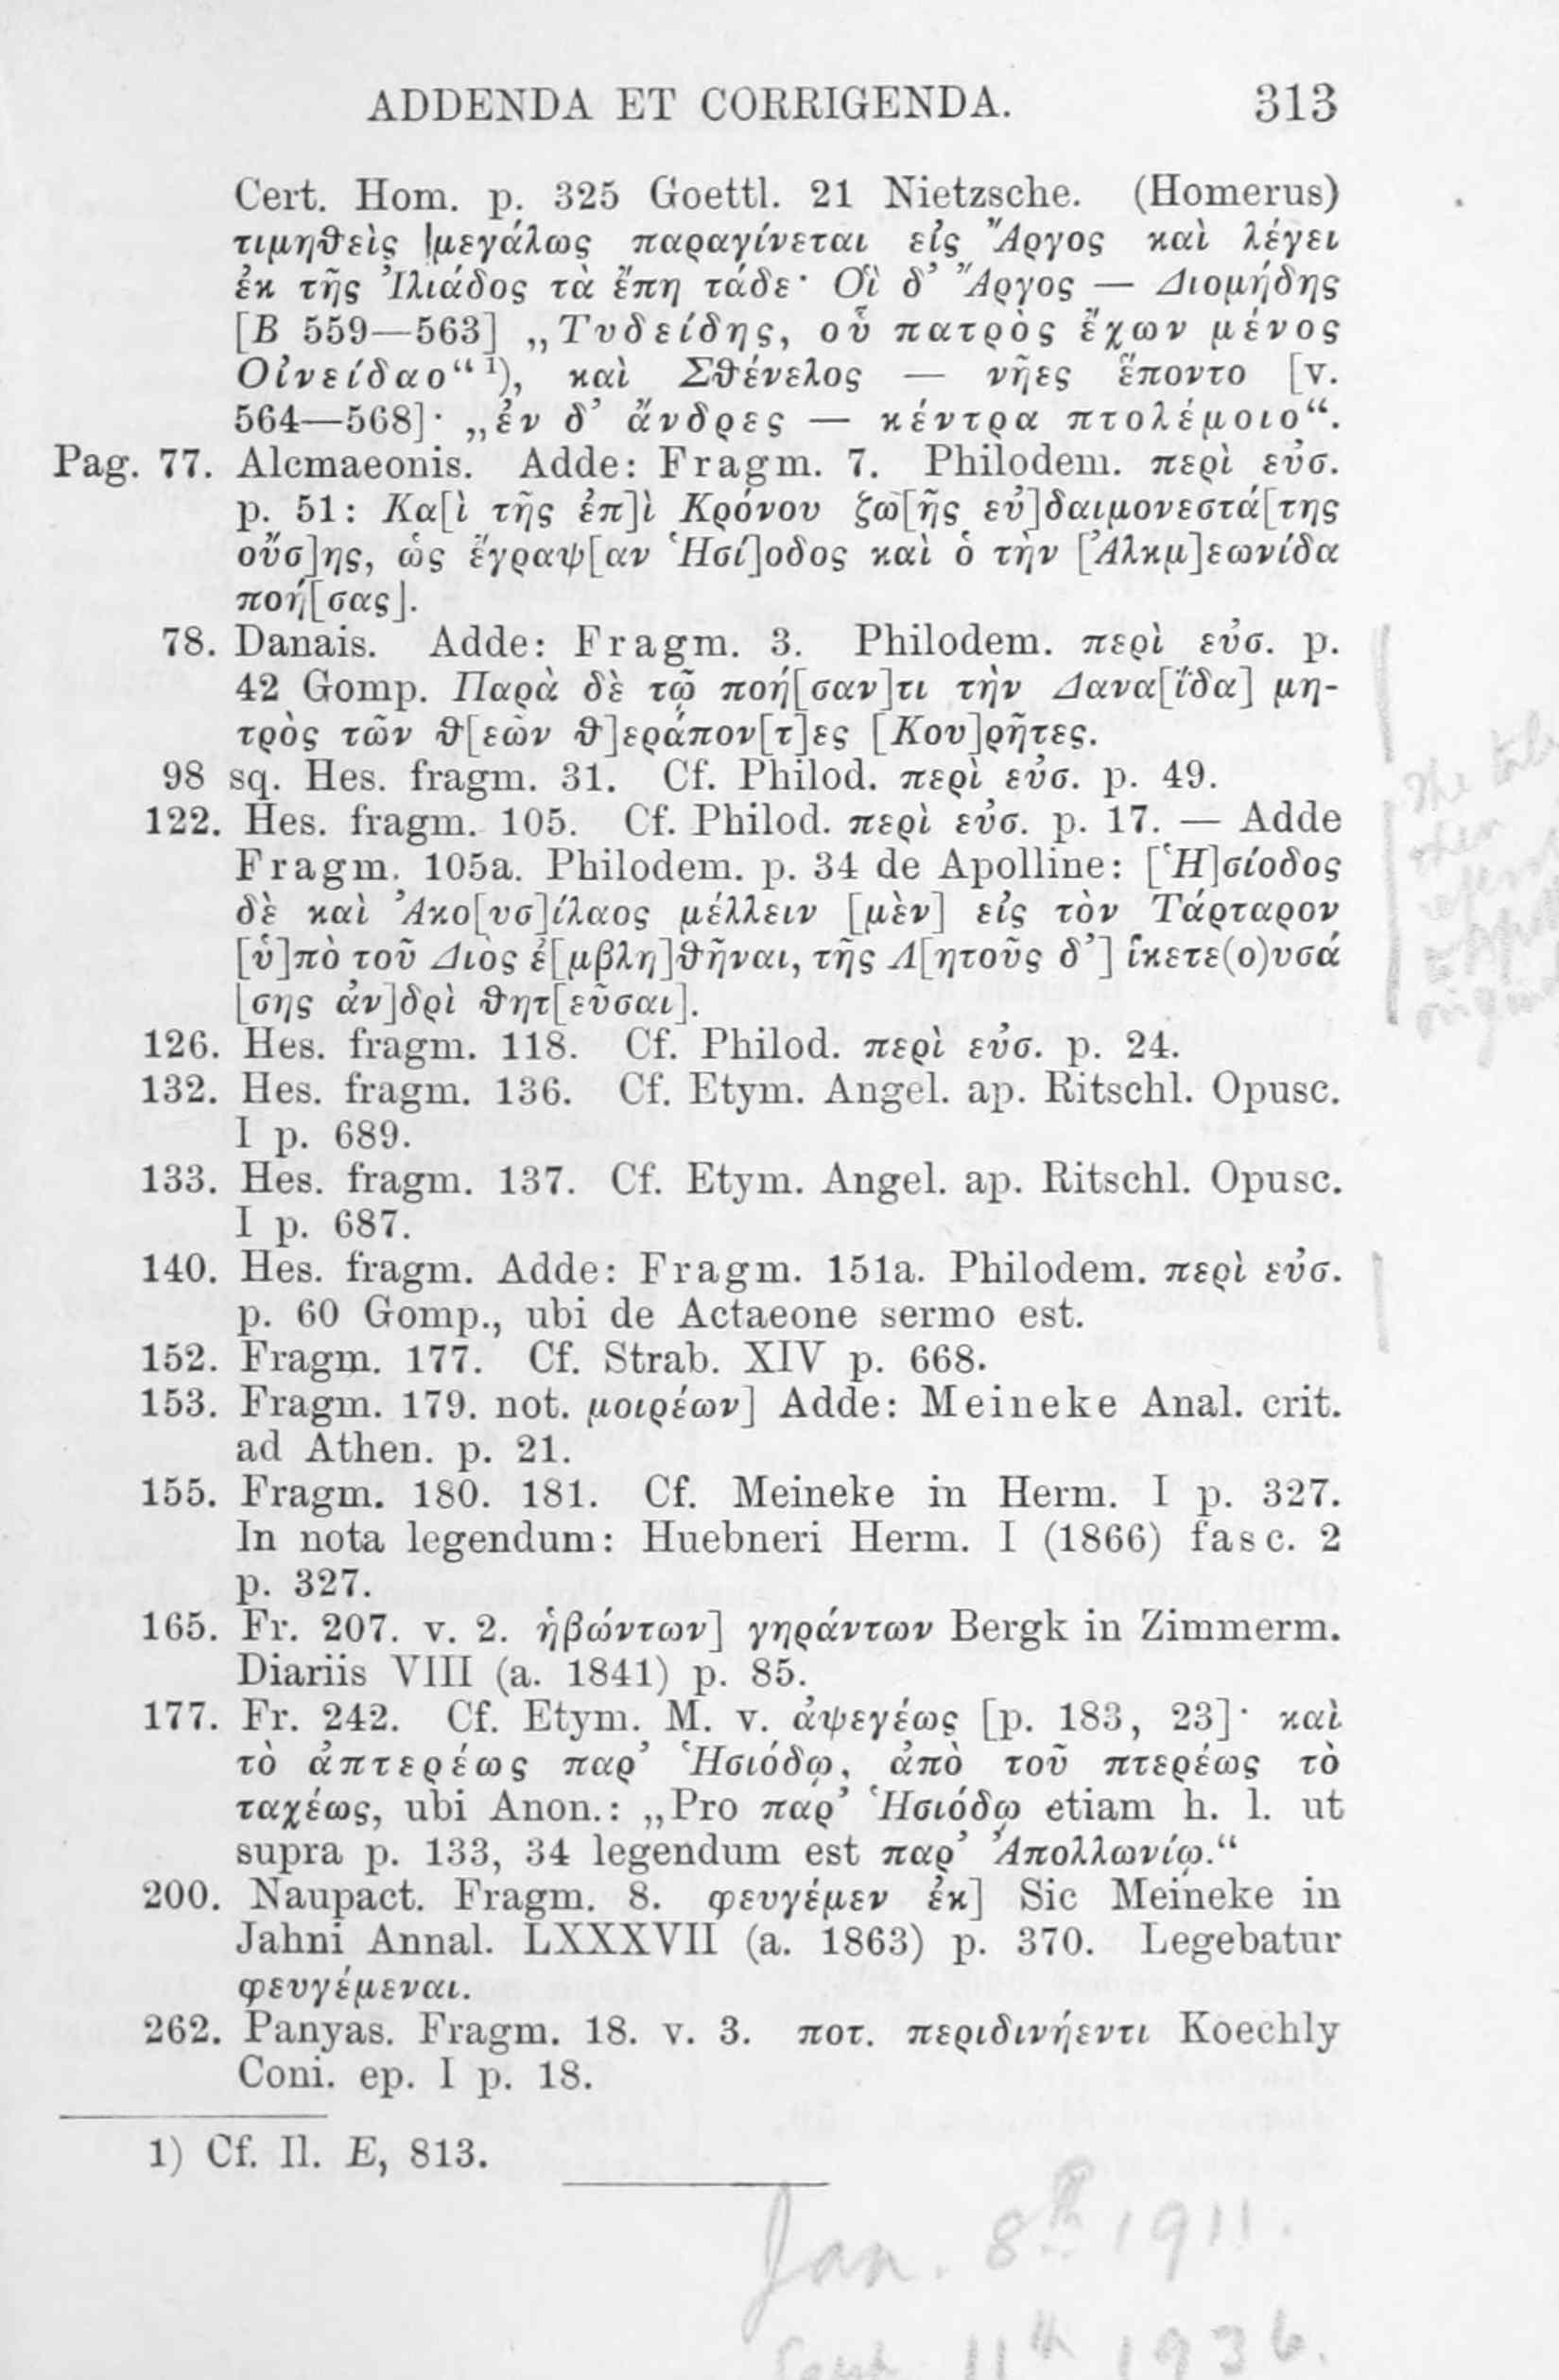 ADDENDA ET CORRIGENDA. 313
Cert. Hom. p. 325 Goettl. 21 Nietzsche. (Homerus)
τιμηθεὶς |μεγάλως παραγίνεται εἰς Ἄργος καὶ λέγει
ἐκ τῆς Ἰλιάδος τὰ ἔπη τάδε· Οἳ δ’ Ἄργος — Διομήδης
[B 559—563] „Τυδείδης, οὗ πατρὸς ἔχων μένος
Οἰνείδαο“ ¹), καὶ Σθένελος — νῆες ἕποντο [v.
564—568]· „ἐν δ’ ἄνδρες — κέντρα πτολέμοιο“.
Pag. 77. Alcmaeonis. Adde: Fragm. 7. Philodem. περὶ εὐσ.
p. 51: Κα[ὶ τῆς ἐπ]ὶ Κρόνου ζω[ῆς εὐ]δαιμονεστά[της
οὔσ]ης, ὡς ἔγραψ[αν Ἡσί]οδος καὶ ὁ τὴν [Ἀλκμ]εωνίδα
ποή[σας].
78. Danais. Adde: Fragm. 3. Philodem. περὶ εὐσ. p.
42 Gomp. Παρὰ δὲ τῷ ποή[σαν]τι τὴν Δανα[ΐδα] μη-
τρὸς τῶν θ[εῶν θ]εράπον[τ]ες [Κου]ρῆτες.
98 sq. Hes. fragm. 31. Cf. Philod. περὶ εὐσ. p. 49.
122. Hes. fragm. 105. Cf. Philod. περὶ εὐσ. p. 17. — Adde
Fragm. 105a. Philodem. p. 34 de Apolline: [Ἡ]σίοδος
δὲ καὶ Ἀκο[υσ]ίλαος μέλλειν [μὲν] εἰς τὸν Τάρταρον
[ὑ]πὸ τοῦ Διὸς ἐ[μβλη]θῆναι, τῆς Λ[ητοῦς δ’] ἱκετε(ο)υσά
[σης ἀν]δρὶ θητ[εῦσαι].
126. Hes. fragm. 118. Cf. Philod. περὶ εὐσ. p. 24.
132. Hes. fragm. 136. Cf. Etym. Angel. ap. Ritschl. Opusc.
I p. 689.
133. Hes. fragm. 137. Cf. Etym. Angel. ap. Ritschl. Opusc.
I p. 687.
140. Hes. fragm. Adde: Fragm. 151a. Philodem. περὶ εὐσ.
p. 60 Gomp., ubi de Actaeone sermo est.
152. Fragm. 177. Cf. Strab. XIV p. 668.
153. Fragm. 179. not. μοιρέων] Adde: Meineke Anal. crit.
ad Athen. p. 21.
155. Fragm. 180. 181. Cf. Meineke in Herm. I p. 327.
In nota legendum: Huebneri Herm. I (1866) fasc. 2
p. 327.
165. Fr. 207. v. 2. ἡβώντων] γηράντων Bergk in Zimmerm.
Diariis VIII (a. 1841) p. 85.
177. Fr. 242. Cf. Etym. M. v. ἀψεγέως [p. 183, 23]· καὶ
τὸ ἀπτερέως παρ’ Ἡσιόδῳ, ἀπὸ τοῦ πτερέως τὸ
ταχέως, ubi Anon.: „Pro παρ’ Ἡσιόδῳ etiam h. l. ut
supra p. 133, 34 legendum est παρ’ Ἀπολλωνίῳ.“
200. Naupact. Fragm. 8. φευγέμεν ἐκ] Sic Meineke in
Jahni Annal. LXXXVII (a. 1863) p. 370. Legebatur
φευγέμεναι.
262. Panyas. Fragm. 18. v. 3. ποτ. περιδινήεντι Koechly
Coni. ep. I p. 18.
1) Cf. Il. E, 813.
The
origin
Jan. 8th 1911.
Sept 11th 1936.